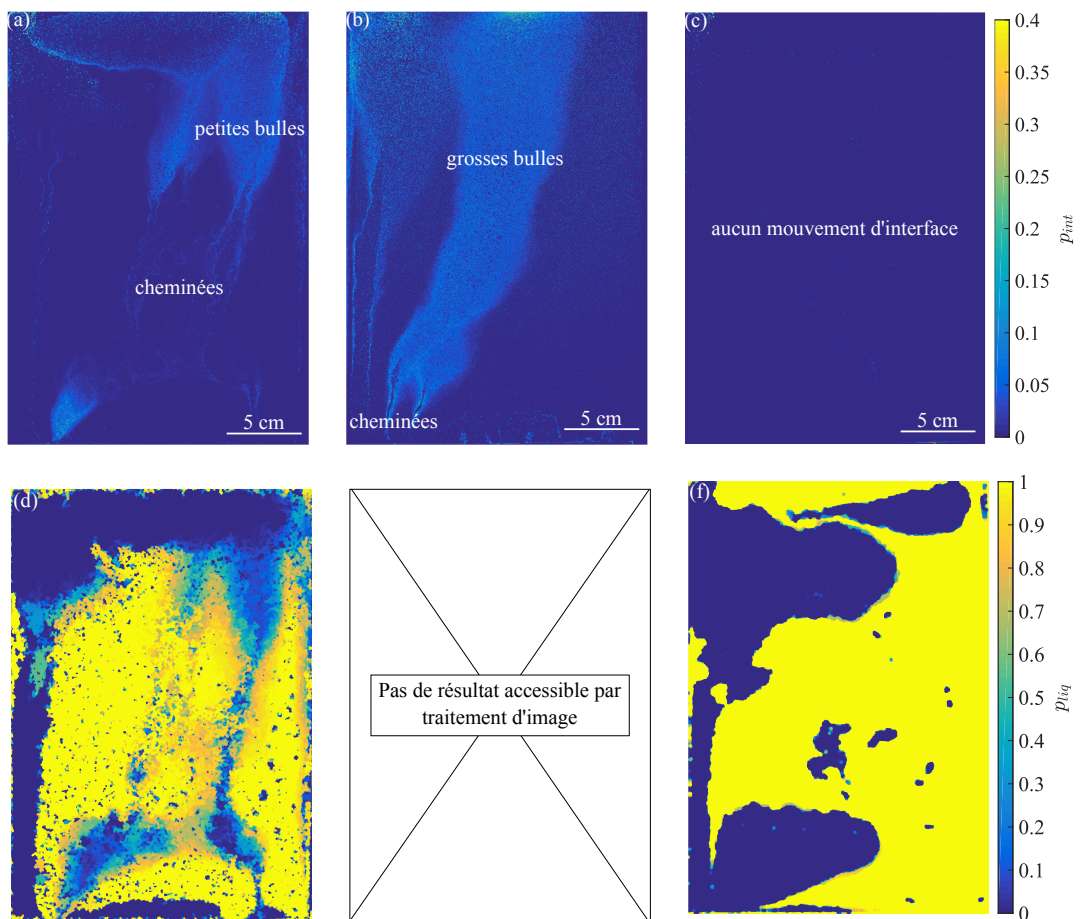 (a)
petites bulles
cheminées
5 cm
(b)
grosses bulles
cheminées
5 cm
(c)
aucun mouvement d'interface
5 cm
0.4
0.35
0.3
0.25
0.2
0.15
0.1
0.05
0
p_int
(d)
Pas de résultat accessible par
traitement d'image
(f)
1
0.9
0.8
0.7
0.6
0.5
0.4
0.3
0.2
0.1
0
p_liq